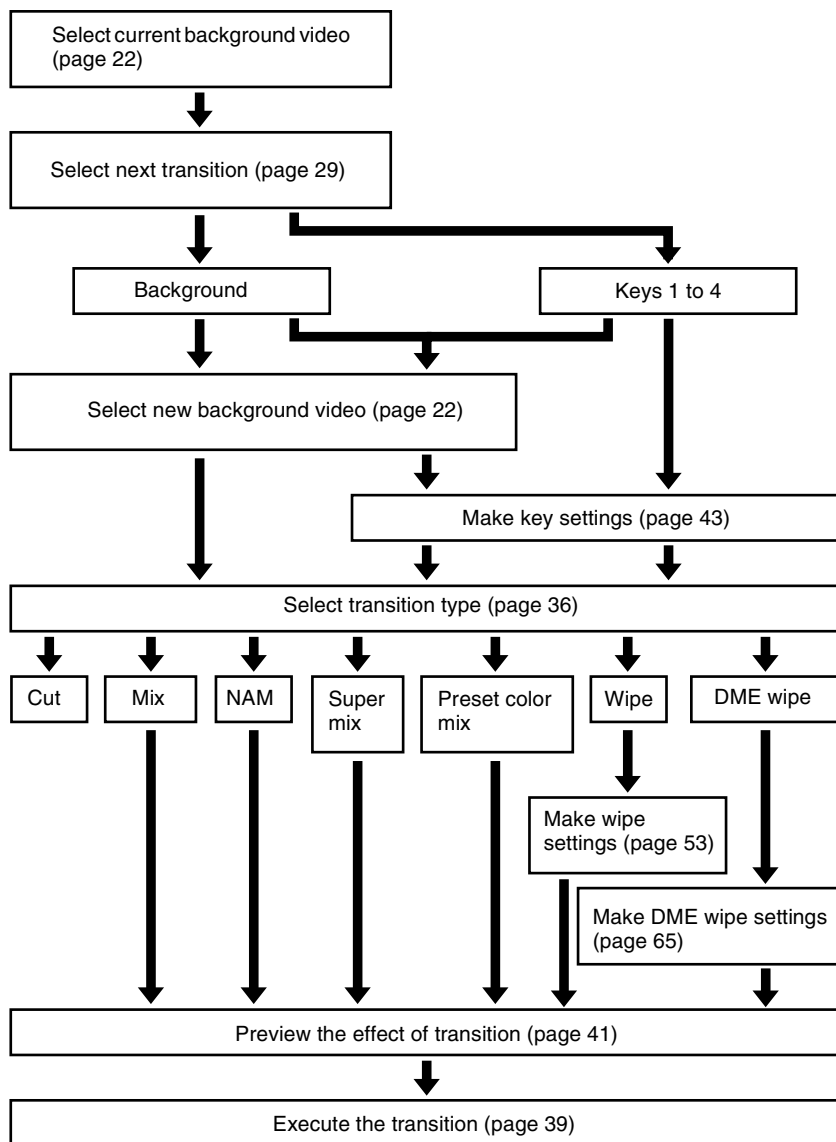 Select current background video
(page 22)
Select next transition (page 29)
Background
Keys 1 to 4
Select new background video (page 22)
Make key settings (page 43)
Select transition type (page 36)
Cut
Mix
NAM
Super
mix
Preset color
mix
Wipe
DME wipe
Make wipe
settings (page 53)
Make DME wipe settings
(page 65)
Preview the effect of transition (page 41)
Execute the transition (page 39)